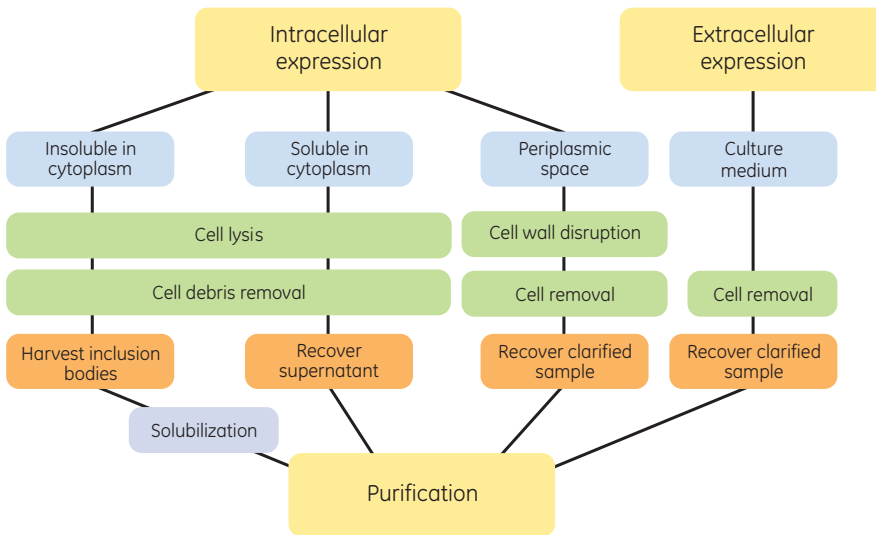 Intracellular
expression
Extracellular
expression
Insoluble in
cytoplasm
Soluble in
cytoplasm
Periplasmic
space
Culture
medium
Cell lysis
Cell wall disruption
Cell debris removal
Cell removal
Cell removal
Harvest inclusion
bodies
Recover
supernatant
Recover clarified
sample
Recover clarified
sample
Solubilization
Purification